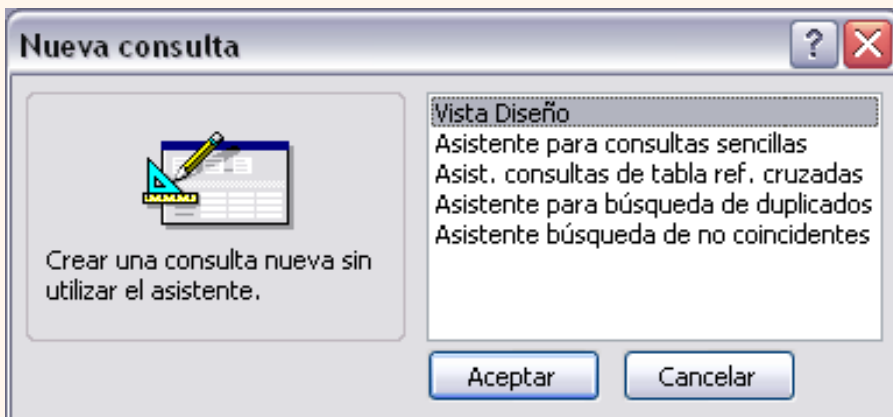 Nueva consulta
?
Vista Diseño
Asistente para consultas sencillas
Asist. consultas de tabla ref. cruzadas
Asistente para búsqueda de duplicados
Asistente búsqueda de no coincidentes
Crear una consulta nueva sin
utilizar el asistente.
Aceptar
Cancelar